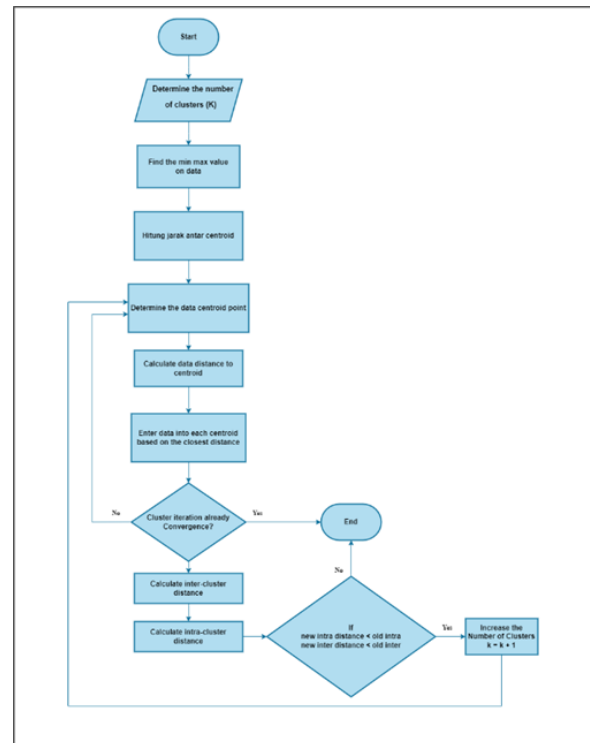 Start
Determine the number
of clusters (K)
Find the min max value
on data
Hitung jarak antar centroid
Determine the data centroid point
Calculate data distance to
centroid
Enter data into each centroid
based on the closest distance
No
Cluster iteration already
Convergence?
Yes
End
Calculate inter-cluster
distance
Calculate intra-cluster
distance
No
If
new intra distance < old intra
new inter distance < old inter
Yes
Increase the
Number of Clusters
k = k + 1